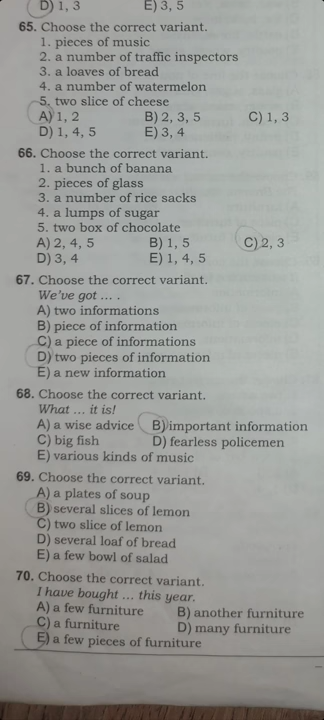 D) 1, 3 E) 3, 5
65. Choose the correct variant.
1. pieces of music
2. a number of traffic inspectors
3. a loaves of bread
4. a number of watermelon
5. two slice of cheese
A) 1, 2 B) 2, 3, 5 C) 1, 3
D) 1, 4, 5 E) 3, 4
66. Choose the correct variant.
1. a bunch of banana
2. pieces of glass
3. a number of rice sacks
4. a lumps of sugar
5. two box of chocolate
A) 2, 4, 5 B) 1, 5 C) 2, 3
D) 3, 4 E) 1, 4, 5
67. Choose the correct variant.
We've got ... .
A) two informations
B) piece of information
C) a piece of informations
D) two pieces of information
E) a new information
68. Choose the correct variant.
What ... it is!
A) a wise advice B) important information
C) big fish D) fearless policemen
E) various kinds of music
69. Choose the correct variant.
A) a plates of soup
B) several slices of lemon
C) two slice of lemon
D) several loaf of bread
E) a few bowl of salad
70. Choose the correct variant.
I have bought ... this year.
A) a few furniture B) another furniture
C) a furniture D) many furniture
E) a few pieces of furniture